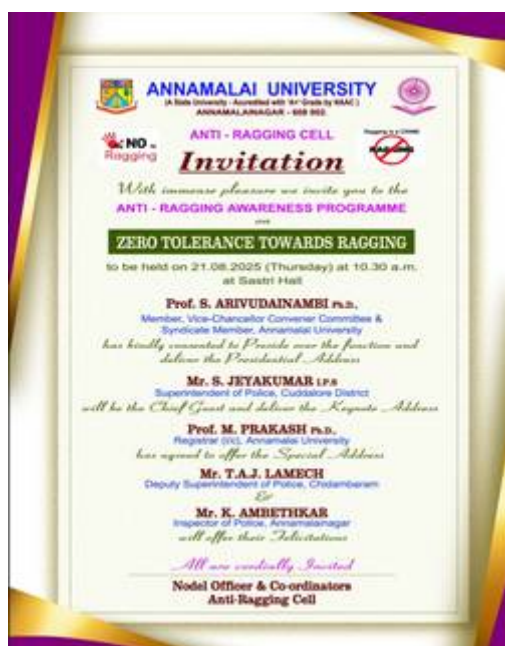 ANNAMALAI UNIVERSITY
(A State University - Accredited with 'A+' Grade by NAAC)
ANNAMALAINAGAR - 608 002.
ANTI - RAGGING CELL
NO to
Ragging
Ragging is a CRIME
RAGGING
Invitation
With immense pleasure we invite you to the
ANTI - RAGGING AWARENESS PROGRAMME
on
ZERO TOLERANCE TOWARDS RAGGING
to be held on 21.08.2025 (Thursday) at 10.30 a.m.
at Sastri Hall
Prof. S. ARIVUDAINAMBI Ph.D.,
Member, Vice-Chancellor Convener Committee &
Syndicate Member, Annamalai University
has kindly consented to Preside over the function and
deliver the Presidential Address
Mr. S. JEYAKUMAR I.P.S
Superintendent of Police, Cuddalore District
will be the Chief Guest and deliver the Keynote Address
Prof. M. PRAKASH Ph.D.,
Registrar (i/c), Annamalai University
has agreed to offer the Special Address
Mr. T.A.J. LAMECH
Deputy Superintendent of Police, Chidambaram
&
Mr. K. AMBETHKAR
Inspector of Police, Annamalainagar
will offer their Felicitations
All are cordially Invited
Nodel Officer & Co-ordinators
Anti-Ragging Cell